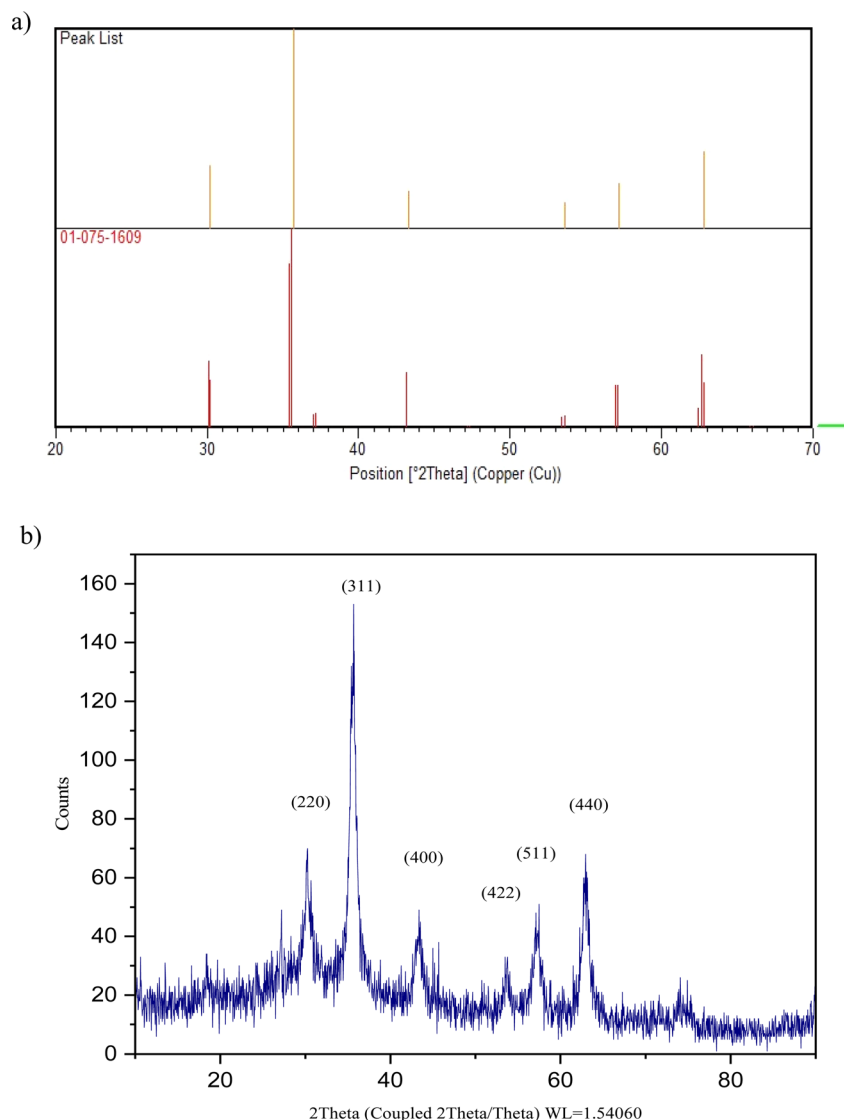 a)
Peak List
01-075-1609
20 30 40 50 60 70
Position [°2Theta] (Copper (Cu))
b)
160
140
120
100
80
60
40
20
0
(311)
(220)
(400)
(422)
(511)
(440)
Counts
20 40 60 80
2Theta (Coupled 2Theta/Theta) WL=1.54060